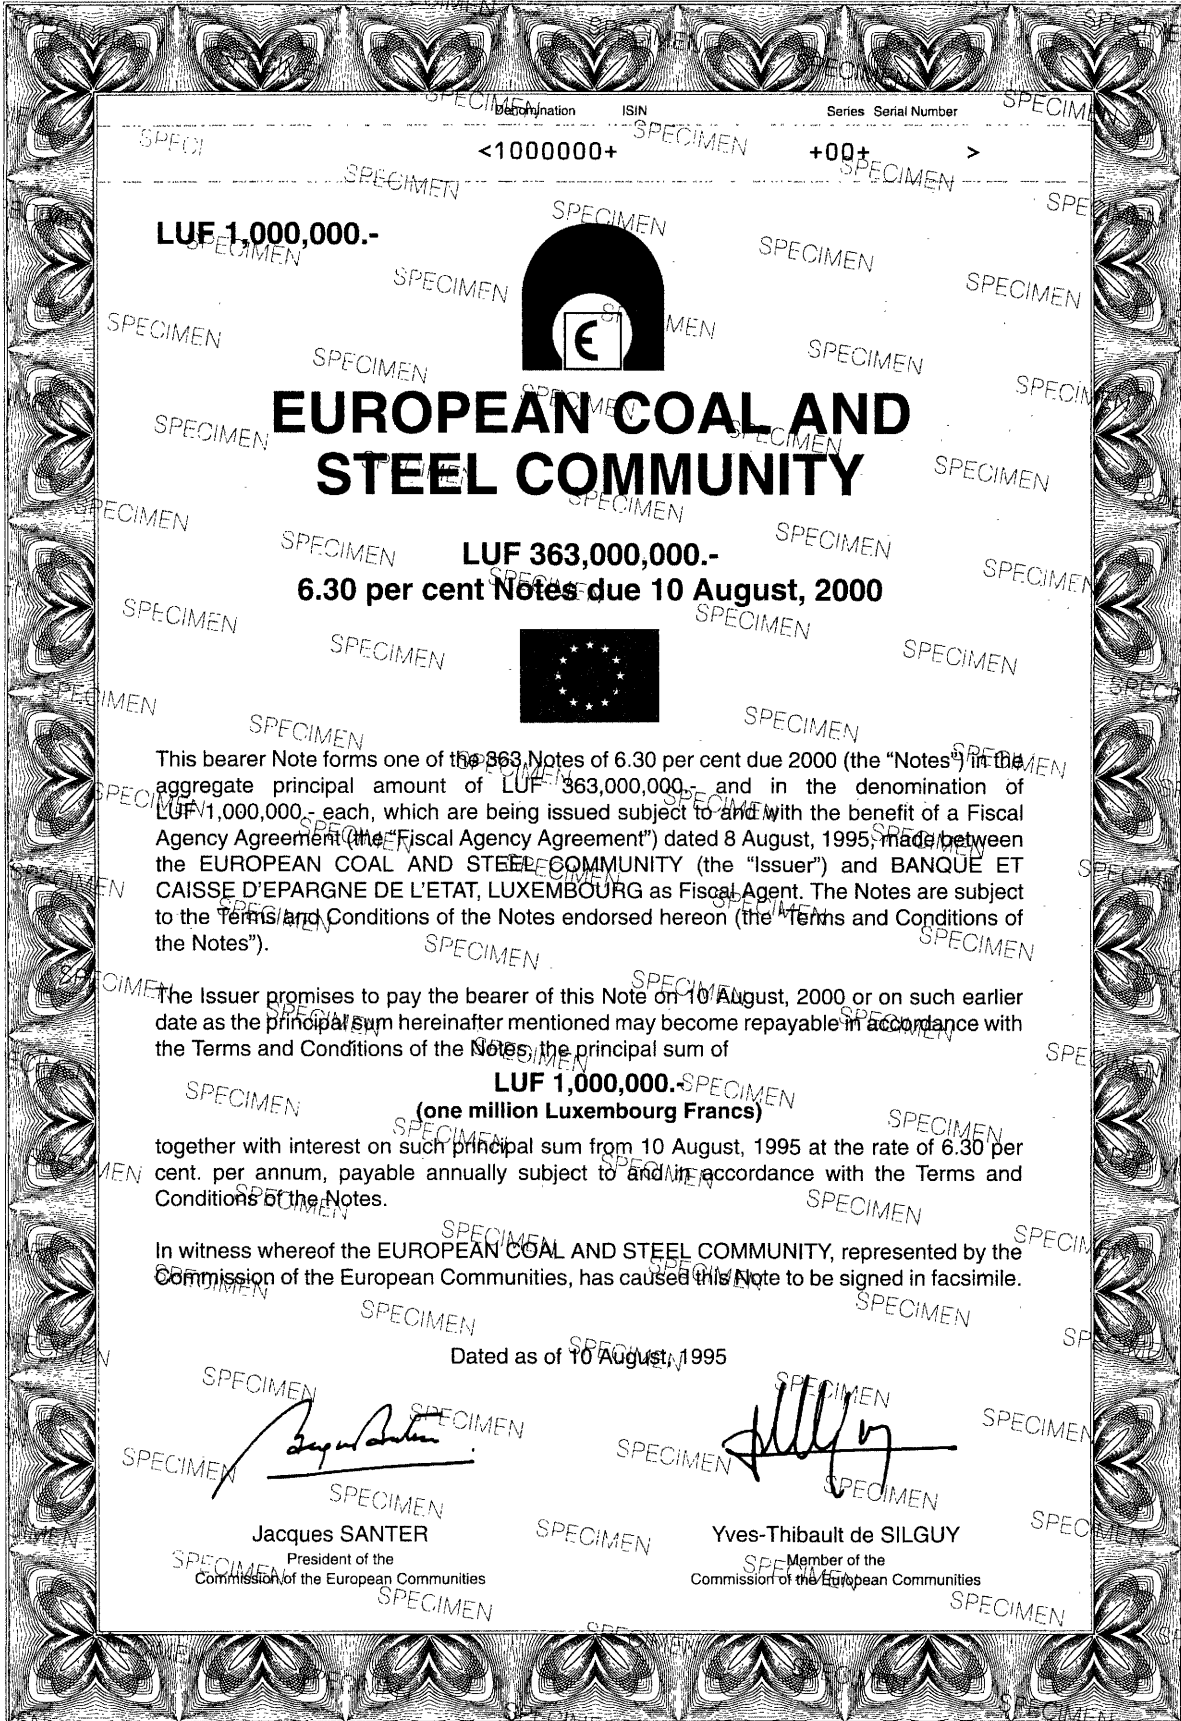 Denomination ISIN Series Serial Number
<1000000+ +00+ >
LUF 1,000,000.-
EUROPEAN COAL AND
STEEL COMMUNITY
LUF 363,000,000.-
6.30 per cent Notes due 10 August, 2000
This bearer Note forms one of the 363 Notes of 6.30 per cent due 2000 (the “Notes”) in the
aggregate principal amount of LUF 363,000,000.- and in the denomination of
LUF 1,000,000.- each, which are being issued subject to and with the benefit of a Fiscal
Agency Agreement (the “Fiscal Agency Agreement”) dated 8 August, 1995, made between
the EUROPEAN COAL AND STEEL COMMUNITY (the “Issuer”) and BANQUE ET
CAISSE D'EPARGNE DE L'ETAT, LUXEMBOURG as Fiscal Agent. The Notes are subject
to the Terms and Conditions of the Notes endorsed hereon (the “Terms and Conditions of
the Notes”).
The Issuer promises to pay the bearer of this Note on 10 August, 2000 or on such earlier
date as the principal sum hereinafter mentioned may become repayable in accordance with
the Terms and Conditions of the Notes, the principal sum of
LUF 1,000,000.-
(one million Luxembourg Francs)
together with interest on such principal sum from 10 August, 1995 at the rate of 6.30 per
cent. per annum, payable annually subject to and in accordance with the Terms and
Conditions of the Notes.
In witness whereof the EUROPEAN COAL AND STEEL COMMUNITY, represented by the
Commission of the European Communities, has caused this Note to be signed in facsimile.
Dated as of 10 August, 1995
Jacques SANTER Yves-Thibault de SILGUY
President of the Member of the
Commission of the European Communities Commission of the European Communities
SPECIMEN